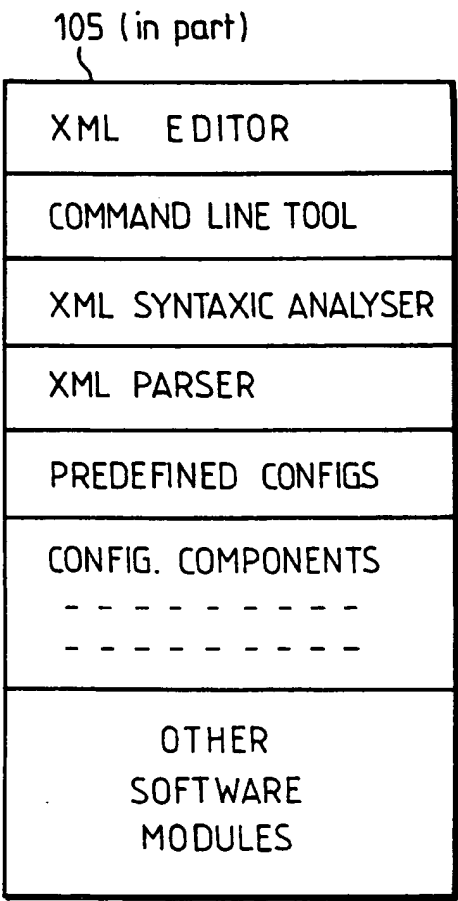 105 (in part)
XML EDITOR
COMMAND LINE TOOL
XML SYNTAXIC ANALYSER
XML PARSER
PREDEFINED CONFIGS
CONFIG. COMPONENTS
- - - - - - - - - -
- - - - - - - - - -
OTHER
SOFTWARE
MODULES